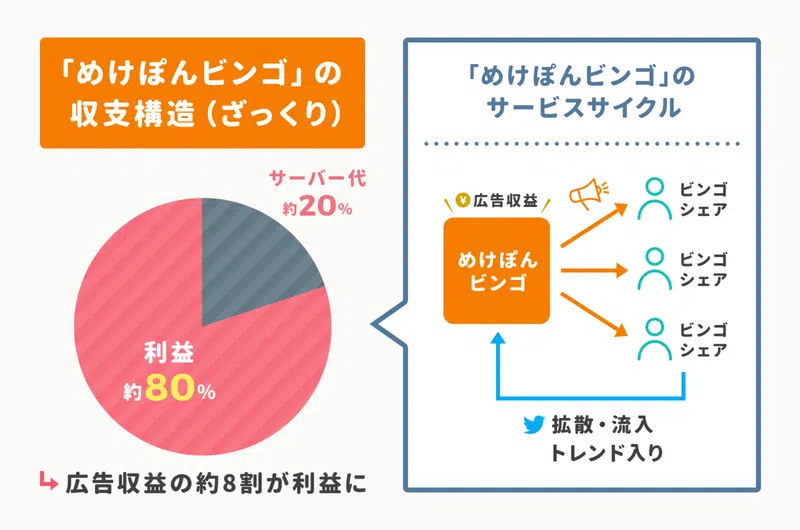 「めけぽんビンゴ」の
収支構造（ざっくり）
サーバー代
約20%
利益
約80%
広告収益の約8割が利益に
「めけぽんビンゴ」の
サービスサイクル
¥広告収益
めけぽん
ビンゴ
ビンゴ
シェア
ビンゴ
シェア
ビンゴ
シェア
拡散・流入
トレンド入り